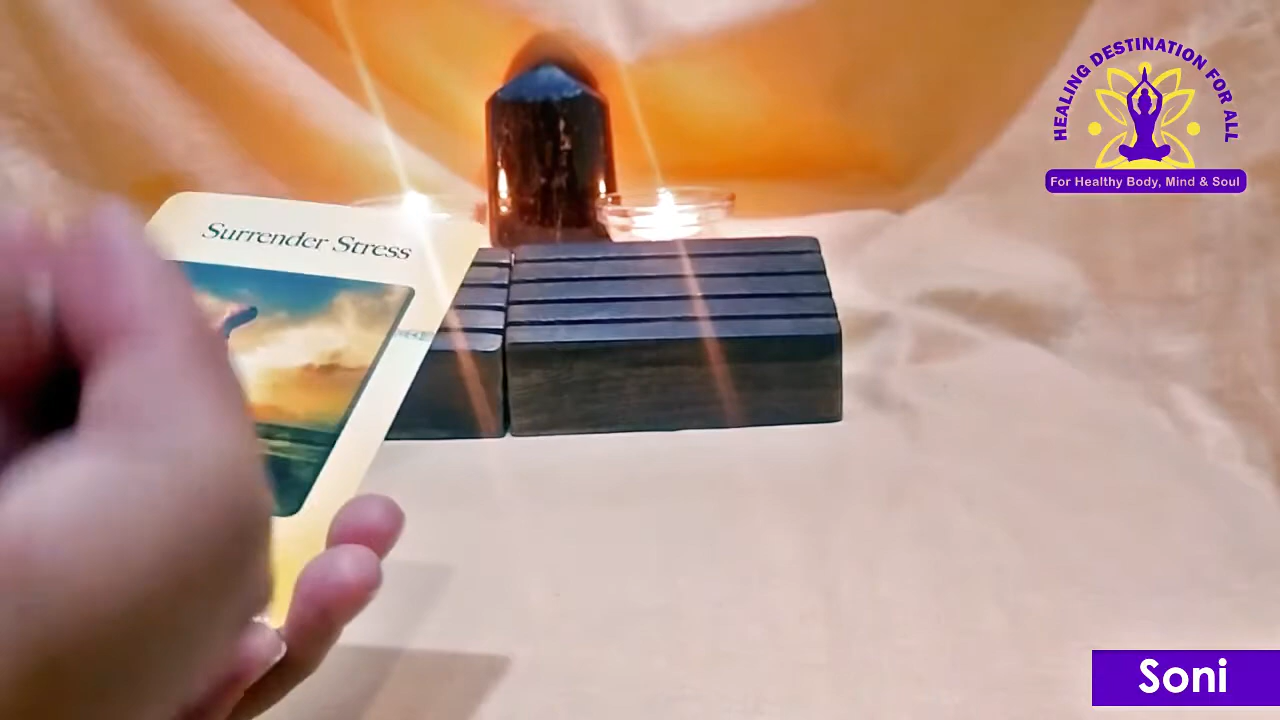 HEALING DESTINATION FOR ALL
For Healthy Body, Mind & Soul
Surrender Stress
Soni